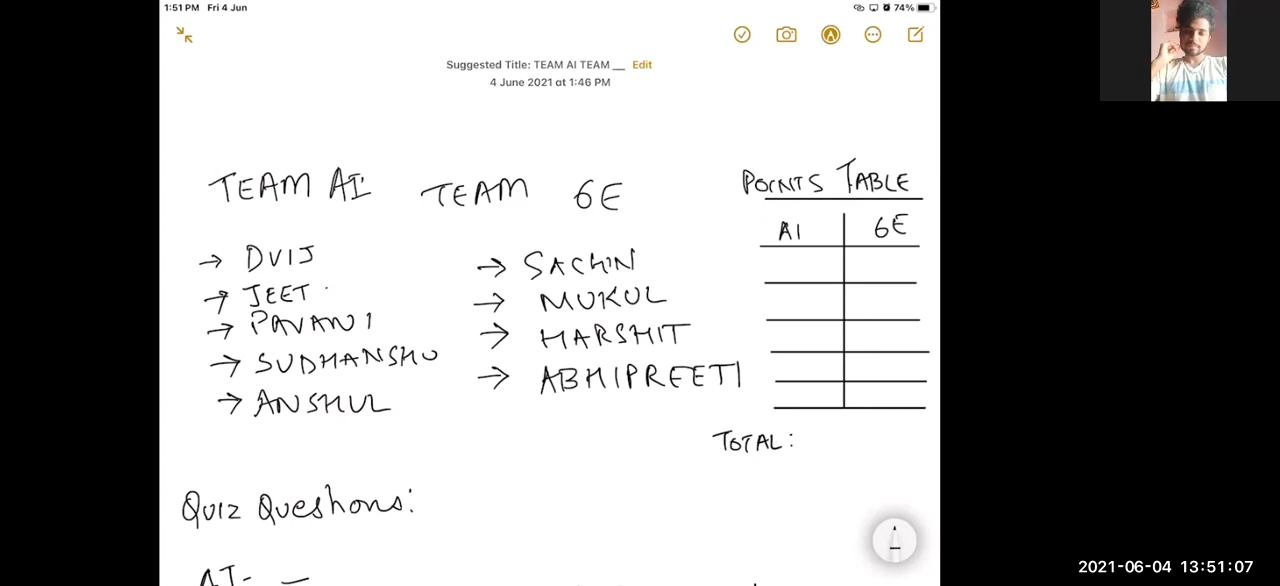 1:51 PM Fri 4 Jun
74%
Suggested Title: TEAM AI TEAM __ Edit
4 June 2021 at 1:46 PM
TEAM AI TEAM 6E
→ DVIJ
→ JEET
→ PAVANI
→ SUDHANSHU
→ ANSHUL
→ SACHIN
→ MUKUL
→ HARSHIT
→ ABHIPREETI
POINTS TABLE
AI 6E
TOTAL:
Quiz Questions:
2021-06-04 13:51:07